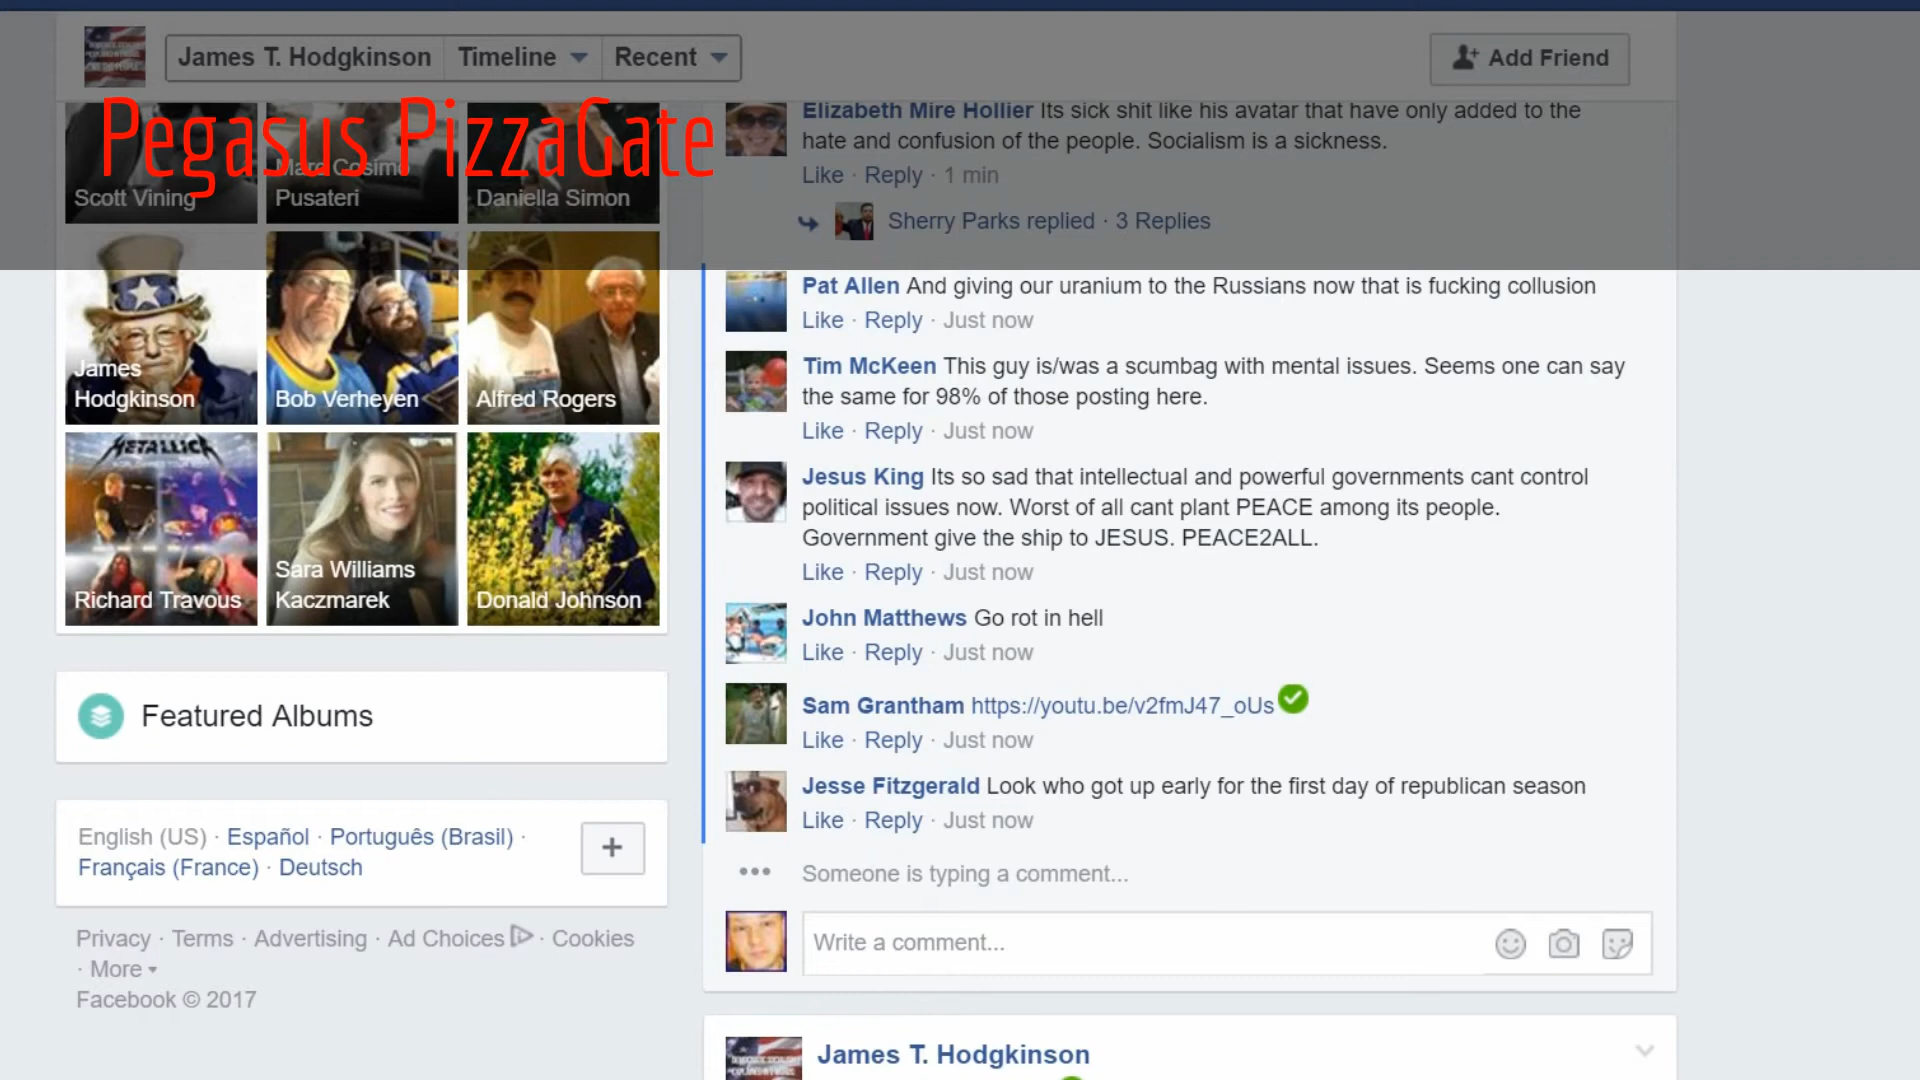 James T. Hodgkinson Timeline Recent
Add Friend
Pegasus PizzaGate
Scott Vining
Marc Cosimo
Pusateri
Daniella Simon
James
Hodgkinson
Bob Verheyen
Alfred Rogers
METALLICA
Richard Travous
Sara Williams
Kaczmarek
Donald Johnson
Featured Albums
English (US) · Español · Português (Brasil) ·
Français (France) · Deutsch
+
Privacy · Terms · Advertising · Ad Choices · Cookies
· More
Facebook © 2017
Elizabeth Mire Hollier Its sick shit like his avatar that have only added to the
hate and confusion of the people. Socialism is a sickness.
Like · Reply · 1 min
Sherry Parks replied · 3 Replies
Pat Allen And giving our uranium to the Russians now that is fucking collusion
Like · Reply · Just now
Tim McKeen This guy is/was a scumbag with mental issues. Seems one can say
the same for 98% of those posting here.
Like · Reply · Just now
Jesus King Its so sad that intellectual and powerful governments cant control
political issues now. Worst of all cant plant PEACE among its people.
Government give the ship to JESUS. PEACE2ALL.
Like · Reply · Just now
John Matthews Go rot in hell
Like · Reply · Just now
Sam Grantham https://youtu.be/v2fmJ47_oUs
Like · Reply · Just now
Jesse Fitzgerald Look who got up early for the first day of republican season
Like · Reply · Just now
Someone is typing a comment...
Write a comment...
James T. Hodgkinson